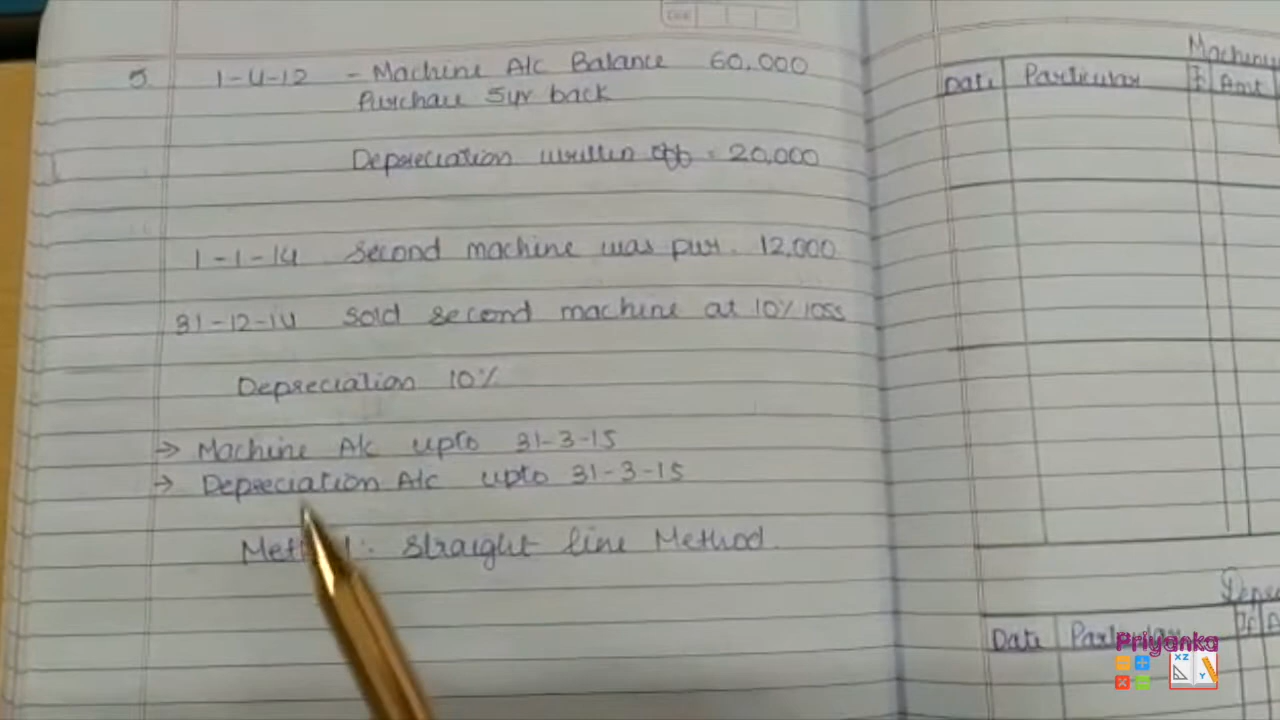 5 1-4-12 - Machine A/c Balance 60,000
Purchase 5yr back
Depreciation written off = 20,000
1-1-14 Second machine was pur. 12,000
31-12-14 Sold second machine at 10% loss
Depreciation 10%
→ Machine A/c upto 31-3-15
→ Depreciation A/c upto 31-3-15
Straight line Method.
Date Particular Amt
Date
Priyanka
XZ
Y